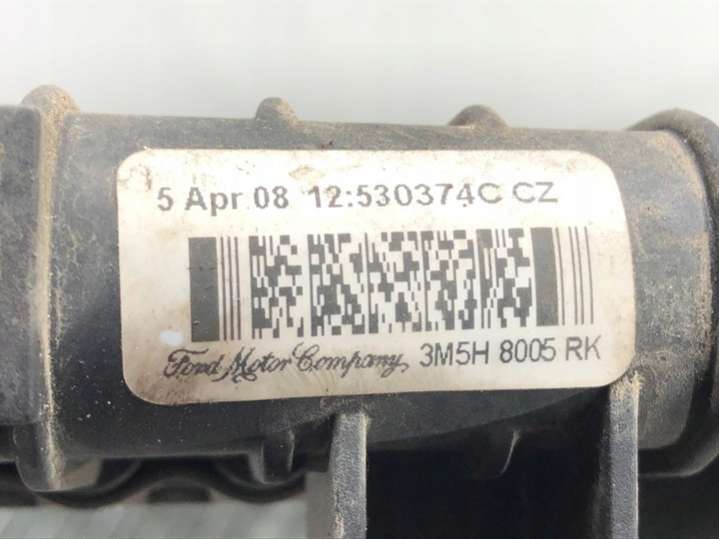 5 Apr 08 12:530374C CZ
Ford Motor Company 3M5H 8005 RK